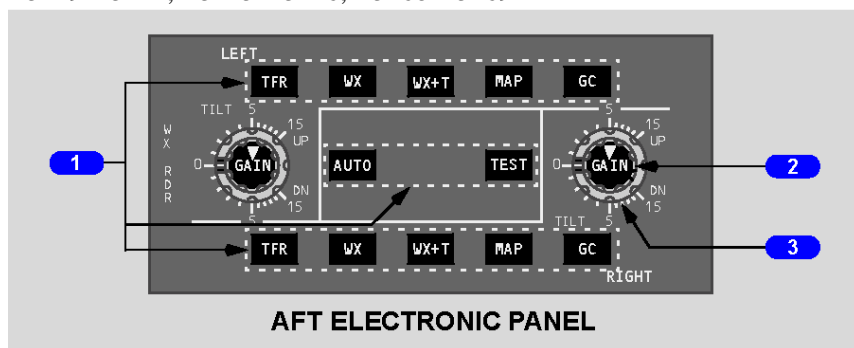 LEFT
TFR WX WX+T MAP GC
TILT 5 15 UP 0 GAIN DN 15 5
WX RDR
AUTO TEST
5 15 UP 0 GAIN DN 15 5 TILT
TFR WX WX+T MAP GC
RIGHT
1
2
3
AFT ELECTRONIC PANEL